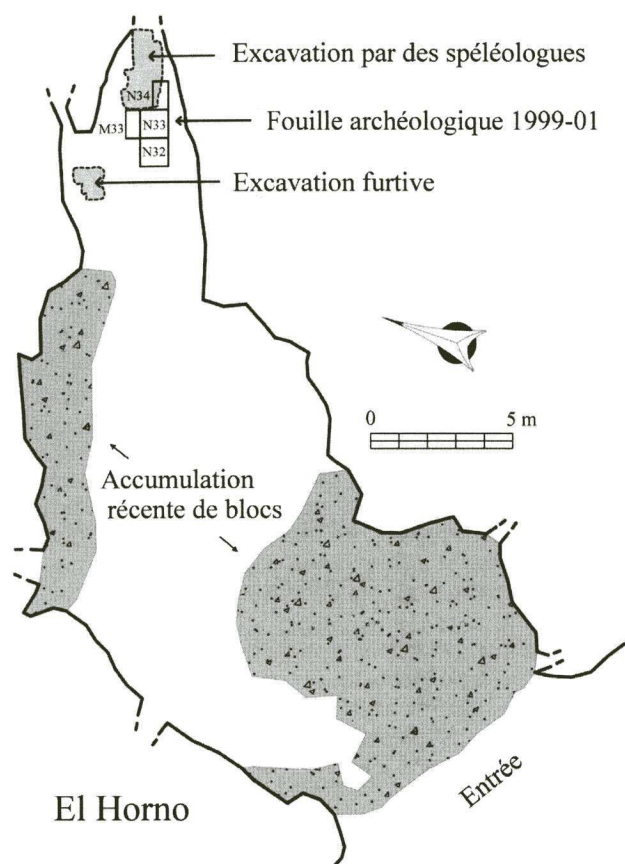 Excavation par des spéléologues
N34
M33 N33 Fouille archéologique 1999-01
N32
Excavation furtive
0 5 m
Accumulation
récente de blocs
Entrée
El Horno